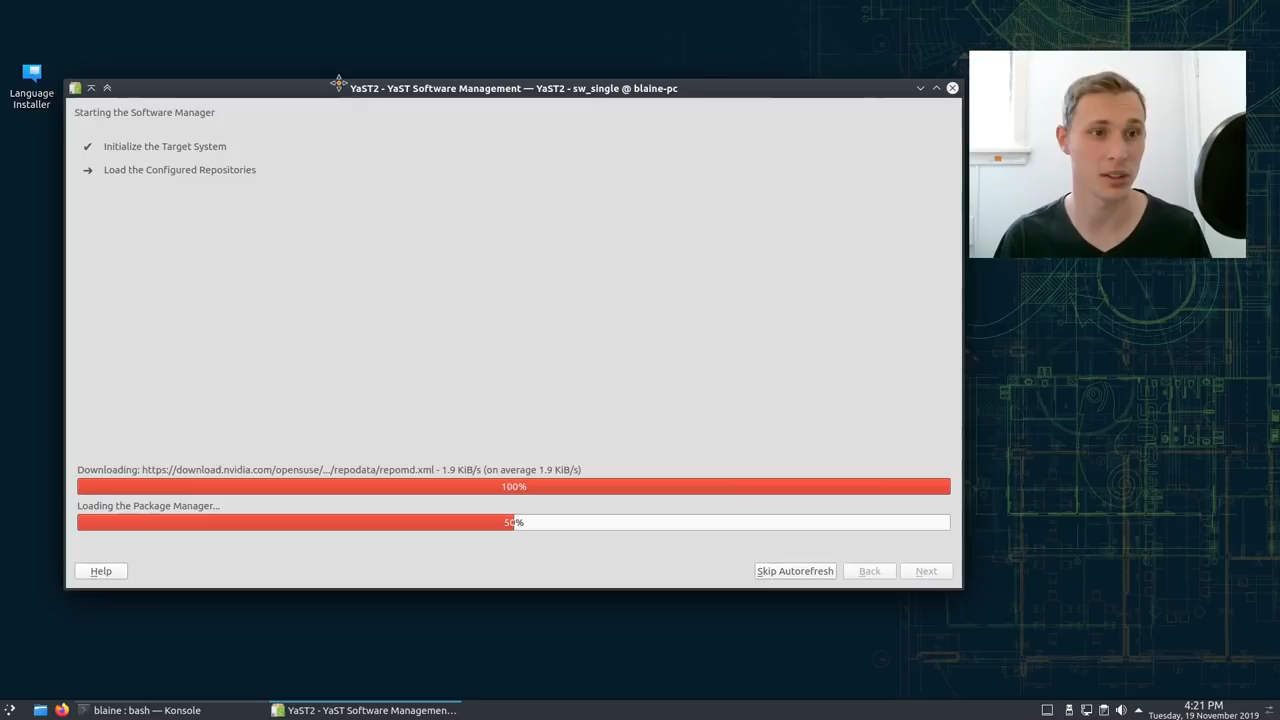 Language
Installer
YaST2 - YaST Software Management — YaST2 - sw_single @ blaine-pc
Starting the Software Manager
✔ Initialize the Target System
➔ Load the Configured Repositories
Downloading: https://download.nvidia.com/opensuse/.../repodata/repomd.xml - 1.9 KiB/s (on average 1.9 KiB/s)
100%
Loading the Package Manager...
50%
Help
Skip Autorefresh
Back
Next
blaine : bash — Konsole
YaST2 - YaST Software Managemen...
4:21 PM
Tuesday, 19 November 2019